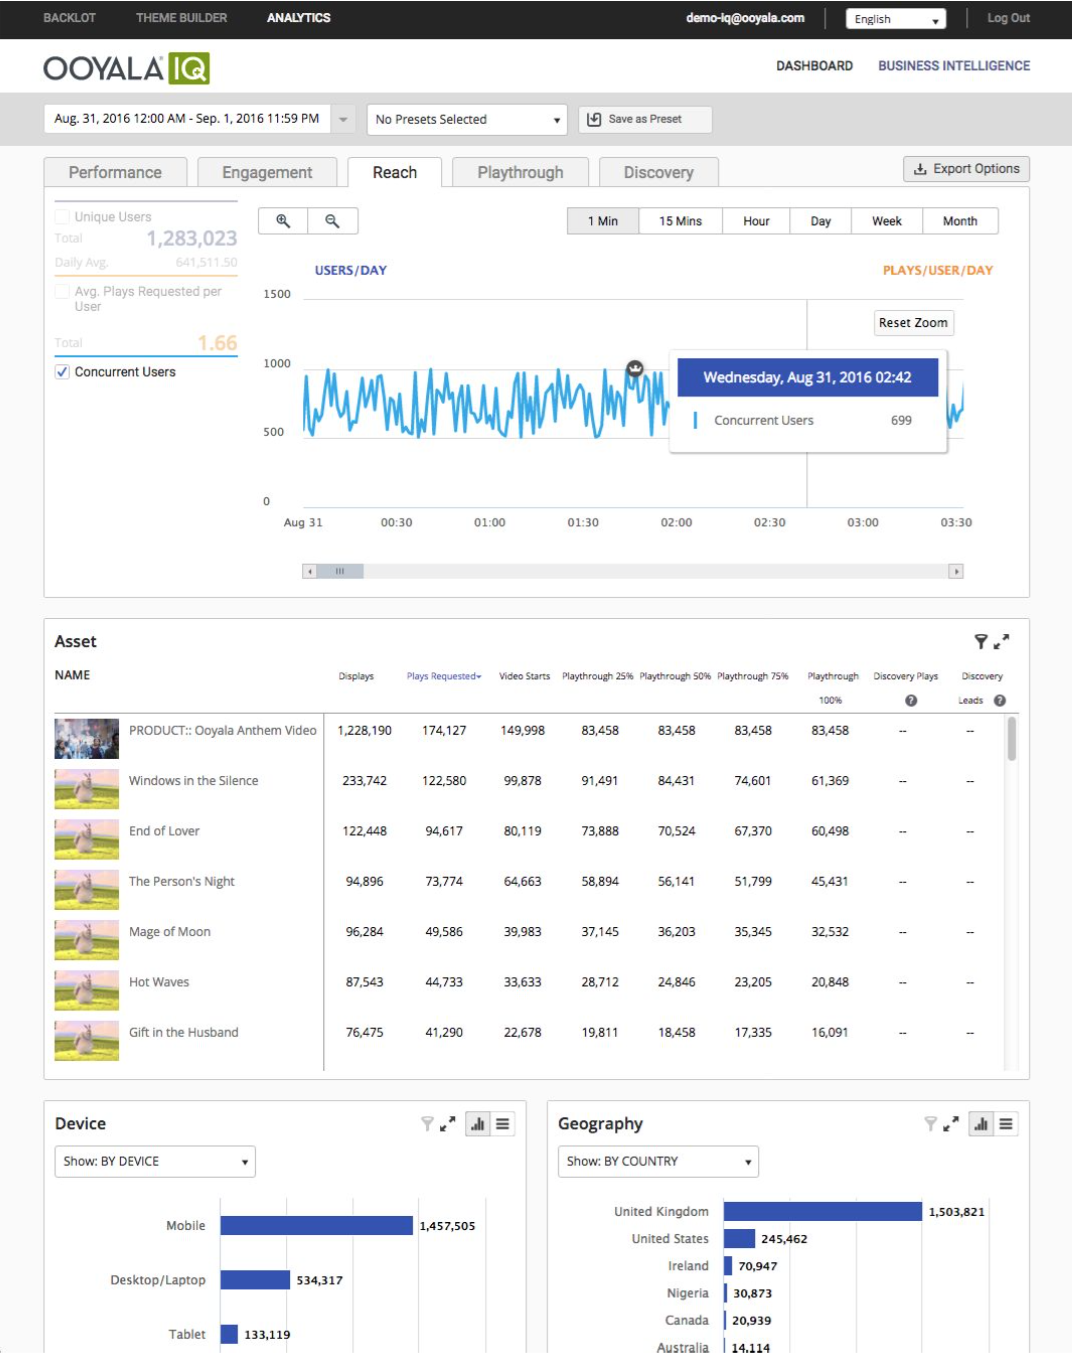 BACKLOT THEME BUILDER ANALYTICS demo-iq@ooyala.com English Log Out
OOYALA IQ DASHBOARD BUSINESS INTELLIGENCE
Aug. 31, 2016 12:00 AM - Sep. 1, 2016 11:59 PM No Presets Selected Save as Preset
Performance Engagement Reach Playthrough Discovery Export Options
Unique Users
Total 1,283,023
Daily Avg. 641,511.50
Avg. Plays Requested per
User
Total 1.66
Concurrent Users
1 Min 15 Mins Hour Day Week Month
USERS/DAY PLAYS/USER/DAY
1500
Reset Zoom
1000
Wednesday, Aug 31, 2016 02:42
Concurrent Users 699
500
0
Aug 31 00:30 01:00 01:30 02:00 02:30 03:00 03:30
Asset
NAME Displays Plays Requested Video Starts Playthrough 25% Playthrough 50% Playthrough 75% Playthrough 100% Discovery Plays ? Discovery Leads ?
PRODUCT:: Ooyala Anthem Video 1,228,190 174,127 149,998 83,458 83,458 83,458 83,458 -- --
Windows in the Silence 233,742 122,580 99,878 91,491 84,431 74,601 61,369 -- --
End of Lover 122,448 94,617 80,119 73,888 70,524 67,370 60,498 -- --
The Person's Night 94,896 73,774 64,663 58,894 56,141 51,799 45,431 -- --
Mage of Moon 96,284 49,586 39,983 37,145 36,203 35,345 32,532 -- --
Hot Waves 87,543 44,733 33,633 28,712 24,846 23,205 20,848 -- --
Gift in the Husband 76,475 41,290 22,678 19,811 18,458 17,335 16,091 -- --
Device
Show: BY DEVICE
Mobile 1,457,505
Desktop/Laptop 534,317
Tablet 133,119
Geography
Show: BY COUNTRY
United Kingdom 1,503,821
United States 245,462
Ireland 70,947
Nigeria 30,873
Canada 20,939
Australia 14,114